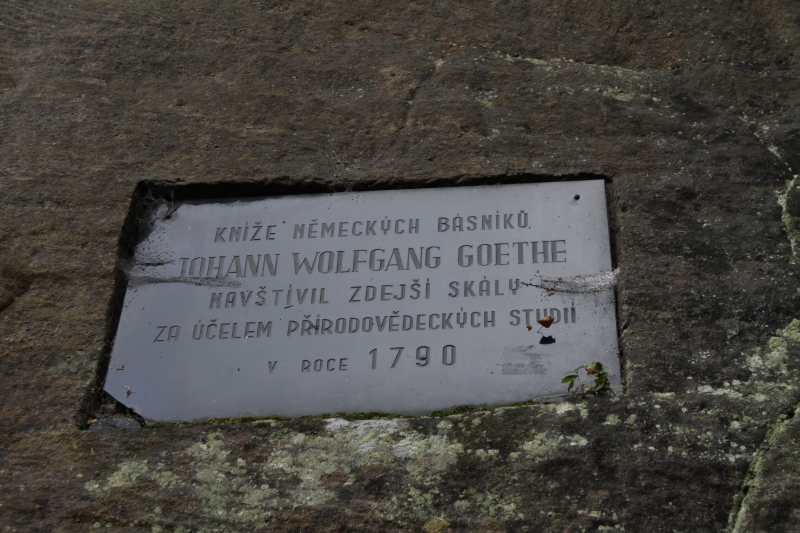 KNÍŽE NĚMECKÝCH BÁSNÍKŮ,
JOHANN WOLFGANG GOETHE
NAVŠTÍVIL ZDEJŠÍ SKÁLY
ZA ÚČELEM PŘÍRODOVĚDECKÝCH STUDIÍ
V ROCE 1790